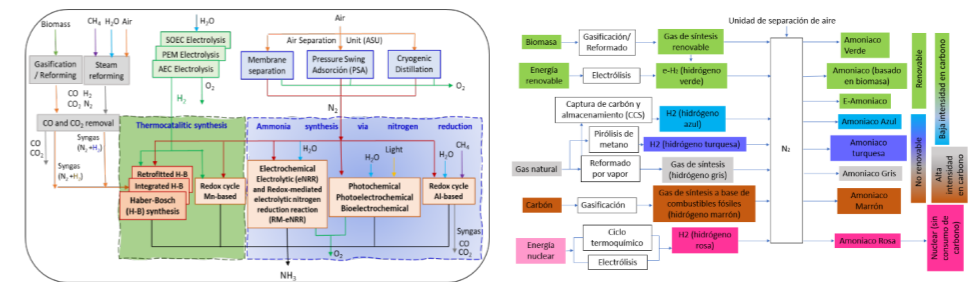 Biomass
CH4 H2O Air
Gasification
/ Reforming
Steam
reforming
CO H2
CO2 N2
CO and CO2 removal
CO
CO2
Syngas
(N2 +H2)
Syngas
(N2 +H2)
H2O
SOEC Electrolysis
PEM Electrolysis
AEC Electrolysis
O2
H2
Air
Air Separation Unit (ASU)
Membrane
separation
Pressure Swing
Adsorción (PSA)
Cryogenic
Distillation
O2
N2
Thermocatalitic synthesis
Retrofitted H-B
Integrated H-B
Haber-Bosch
(H-B) synthesis
Redox cycle
Mn-based
Ammonia synthesis via nitrogen reduction
H2O
Light
H2O
H2O
CH4
Electrochemical
Electrolytic (eNRR)
and Redox-mediated
electrolytic nitrogen
reduction reaction
(RM-eNRR)
Photochemical
Photoelectrochemical
Bioelectrochemical
Redox cycle
Al-based
Syngas
CO
CO2
O2
NH3
Unidad de separación de aire
Biomasa
Gasificación/
Reformado
Gas de síntesis
renovable
Energía
renovable
Electrólisis
e-H2 (hidrógeno
verde)
Captura de carbón y
almacenamiento (CCS)
H2 (hidrógeno
azul)
Pirólisis de
metano
H2 (hidrógeno turquesa)
Gas natural
Reformado
por vapor
Gas de síntesis
(hidrógeno gris)
Carbón
Gasificación
Gas de síntesis a base de
combustibles fósiles
(hidrógeno marrón)
Energía
nuclear
Ciclo
termoquímico
Electrólisis
H2 (hidrógeno
rosa)
N2
Amoniaco
Verde
Amoniaco (basado
en biomasa)
E-Amoniaco
Amoniaco Azul
Amoniaco
turquesa
Amoniaco Gris
Amoniaco
Marrón
Amoniaco Rosa
Renovable
No renovable
Baja intensidad en carbono
Alta
intensidad
en carbono
Nuclear (sin
consumo de
carbono)